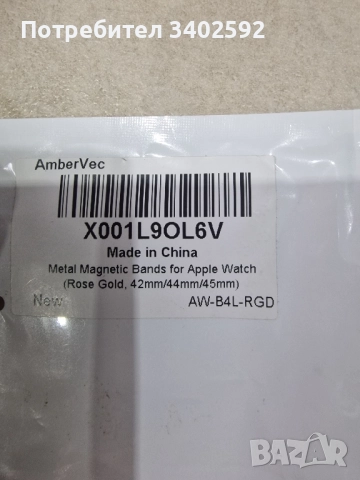 Потребител 3402592
AmberVec
X001L9OL6V
Made in China
Metal Magnetic Bands for Apple Watch
(Rose Gold, 42mm/44mm/45mm)
New
AW-B4L-RGD
BAZAR